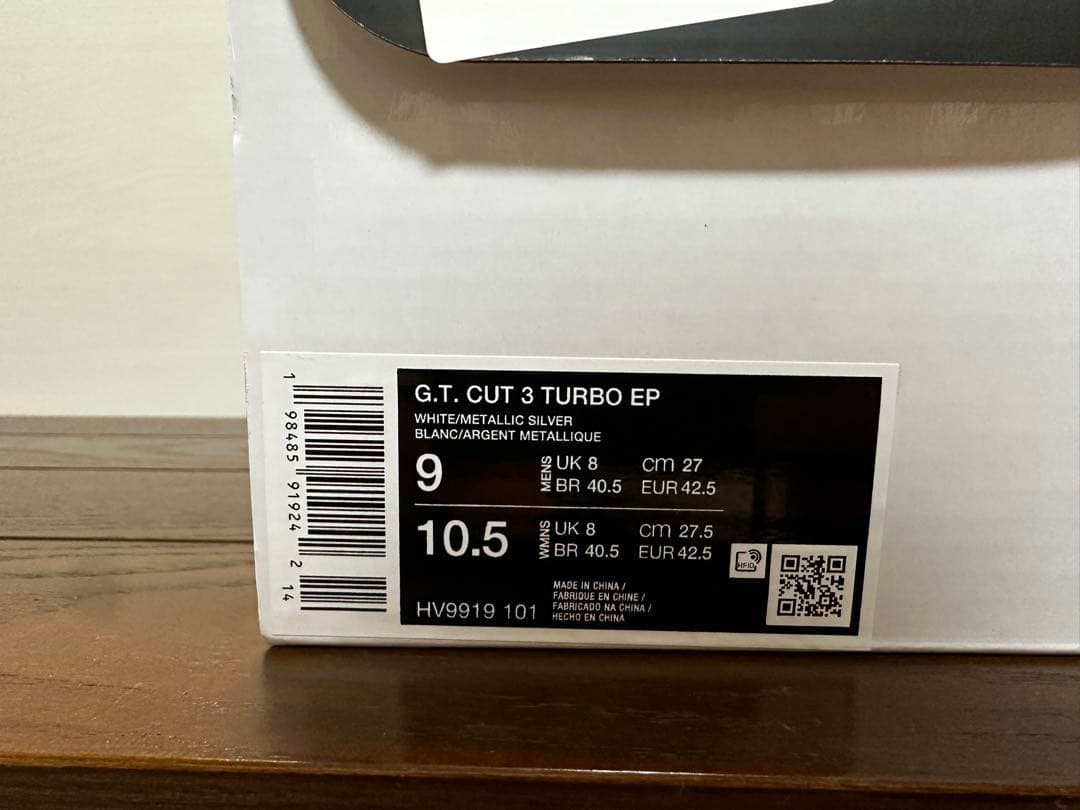 1 98485 91924 2 14
G.T. CUT 3 TURBO EP
WHITE/METALLIC SILVER
BLANC/ARGENT METALLIQUE
9 MENS UK 8 cm 27
BR 40.5 EUR 42.5
10.5 WMNS UK 8 cm 27.5
BR 40.5 EUR 42.5
HFID
HV9919 101
MADE IN CHINA /
FABRIQUE EN CHINE /
FABRICADO NA CHINA /
HECHO EN CHINA